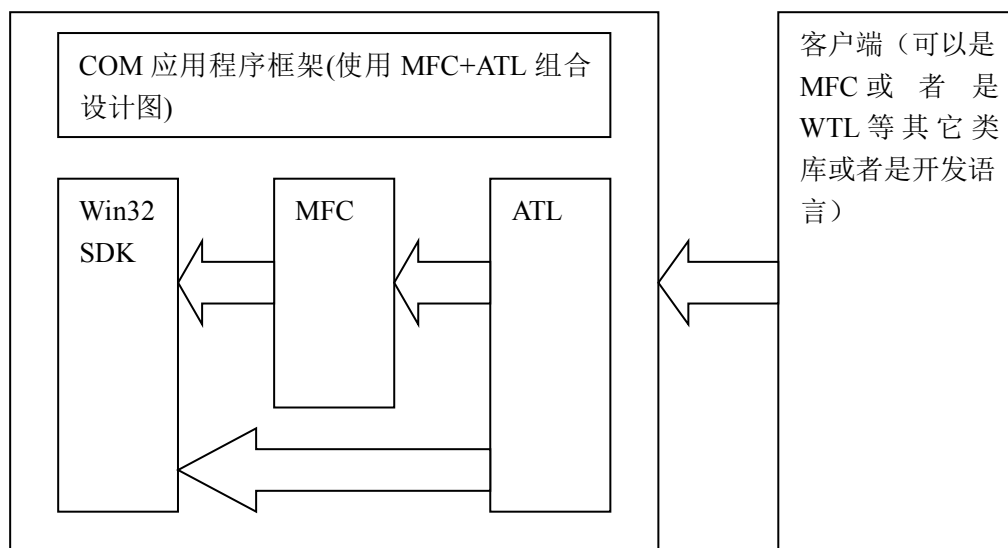 COM 应用程序框架(使用 MFC+ATL 组合
设计图)
Win32
SDK
MFC
ATL
客户端（可以是
MFC 或 者 是
WTL 等 其 它 类
库或者是开发语
言）